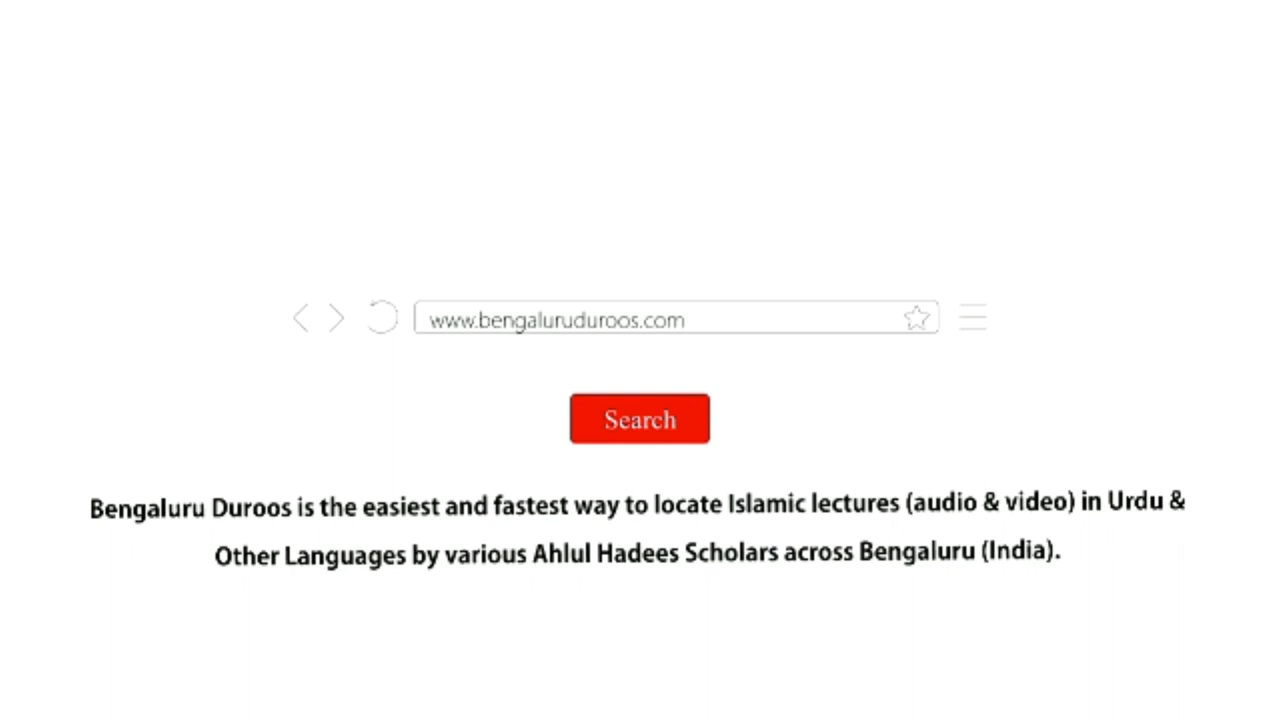 www.bengaluruduroos.com
Search
Bengaluru Duroos is the easiest and fastest way to locate Islamic lectures (audio & video) in Urdu &
Other Languages by various Ahlul Hadees Scholars across Bengaluru (India).